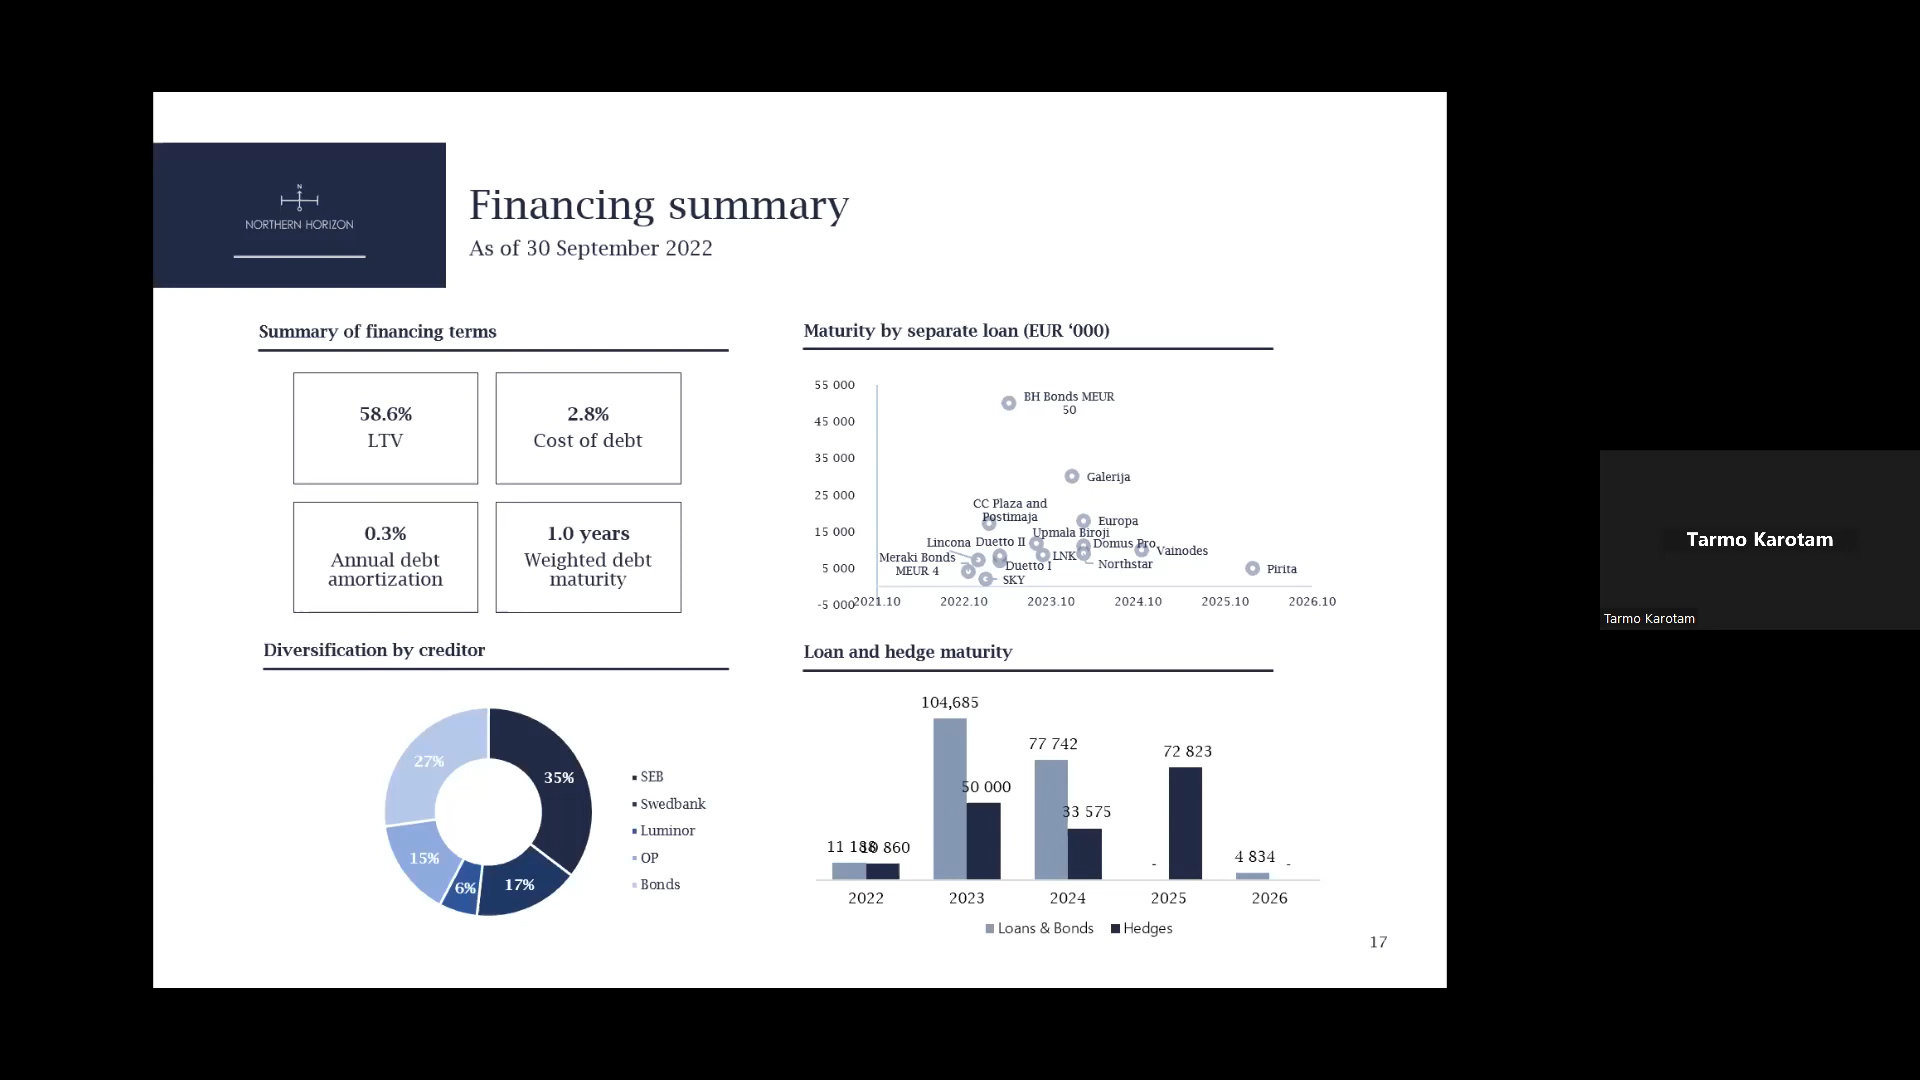 N
NORTHERN HORIZON
Financing summary
As of 30 September 2022
Summary of financing terms
58.6%
LTV
2.8%
Cost of debt
0.3%
Annual debt
amortization
1.0 years
Weighted debt
maturity
Maturity by separate loan (EUR ‘000)
55 000
45 000
35 000
25 000
15 000
5 000
-5 000
2021.10
2022.10
2023.10
2024.10
2025.10
2026.10
BH Bonds MEUR
50
Galerija
CC Plaza and
Postimaja
Europa
Upmala Biroji
Lincona
Duetto II
Domus Pro
Vainodes
Meraki Bonds
MEUR 4
LNK
Northstar
Duetto I
SKY
Pirita
Diversification by creditor
27%
35%
15%
6%
17%
SEB
Swedbank
Luminor
OP
Bonds
Loan and hedge maturity
104,685
77 742
72 823
50 000
33 575
11 188
10 860
-
4 834
-
2022
2023
2024
2025
2026
Loans & Bonds
Hedges
17
Tarmo Karotam
Tarmo Karotam